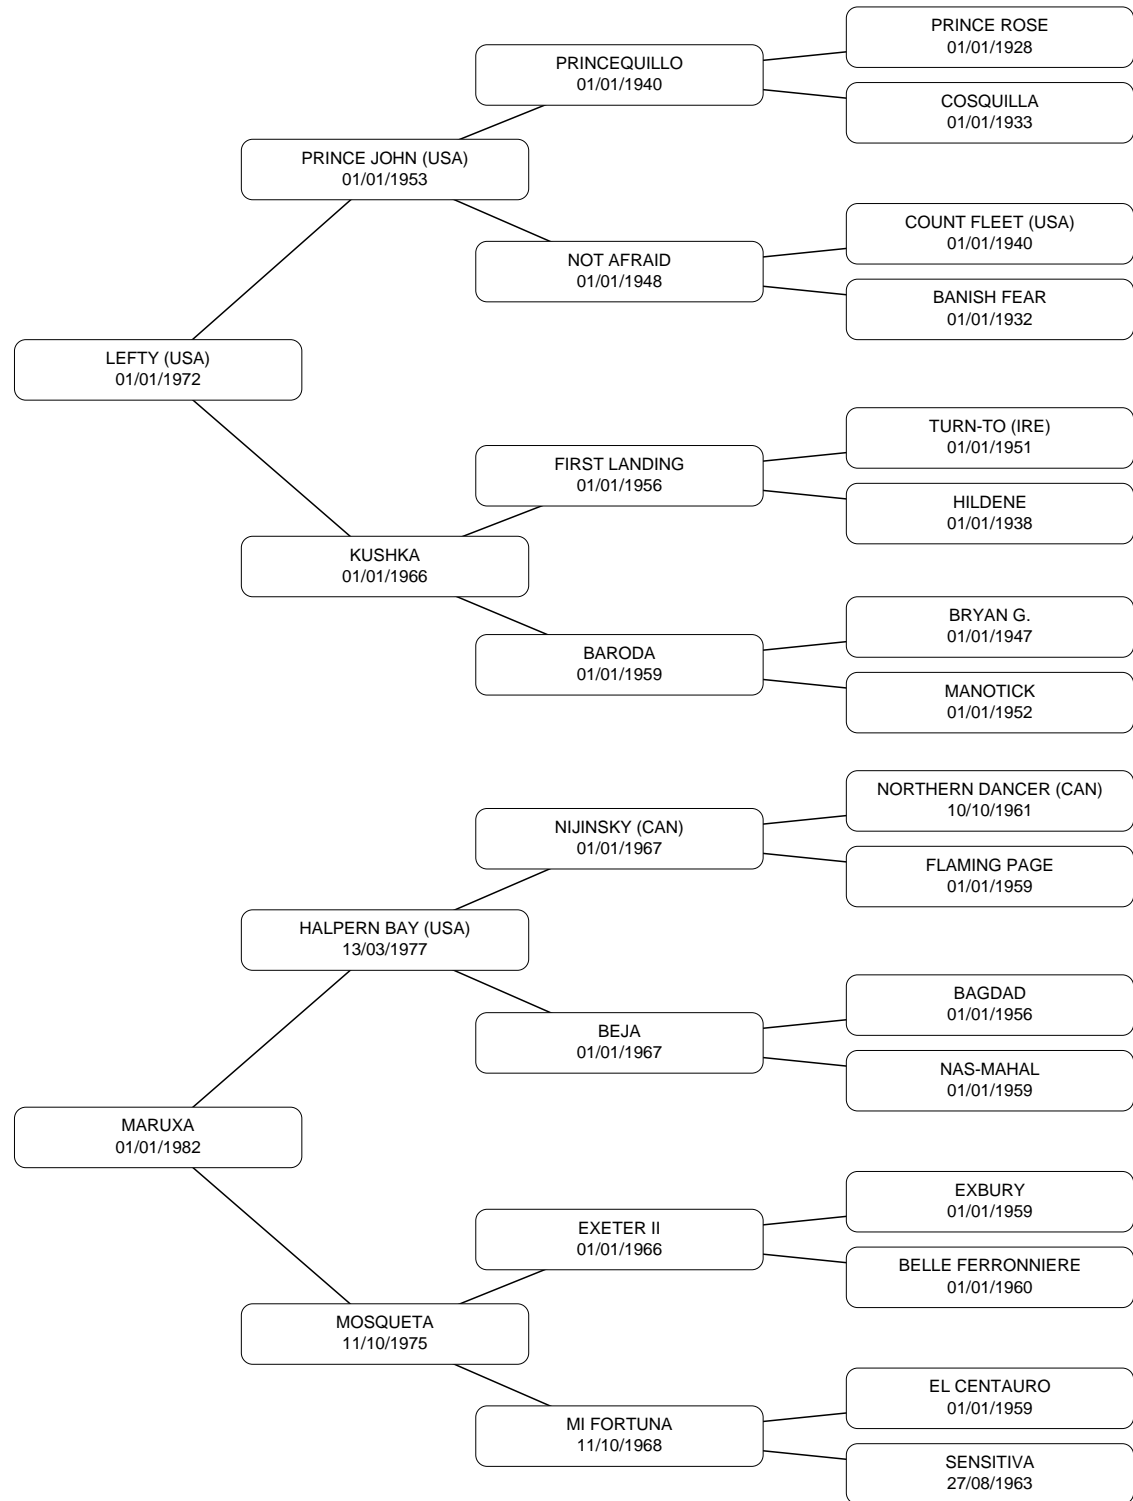 PRINCE ROSE
01/01/1928
PRINCEQUILLO
01/01/1940
COSQUILLA
01/01/1933
PRINCE JOHN (USA)
01/01/1953
COUNT FLEET (USA)
01/01/1940
NOT AFRAID
01/01/1948
BANISH FEAR
01/01/1932
LEFTY (USA)
01/01/1972
TURN-TO (IRE)
01/01/1951
FIRST LANDING
01/01/1956
HILDENE
01/01/1938
KUSHKA
01/01/1966
BRYAN G.
01/01/1947
BARODA
01/01/1959
MANOTICK
01/01/1952
NORTHERN DANCER (CAN)
10/10/1961
NIJINSKY (CAN)
01/01/1967
FLAMING PAGE
01/01/1959
HALPERN BAY (USA)
13/03/1977
BAGDAD
01/01/1956
BEJA
01/01/1967
NAS-MAHAL
01/01/1959
MARUXA
01/01/1982
EXBURY
01/01/1959
EXETER II
01/01/1966
BELLE FERRONNIERE
01/01/1960
MOSQUETA
11/10/1975
EL CENTAURO
01/01/1959
MI FORTUNA
11/10/1968
SENSITIVA
27/08/1963